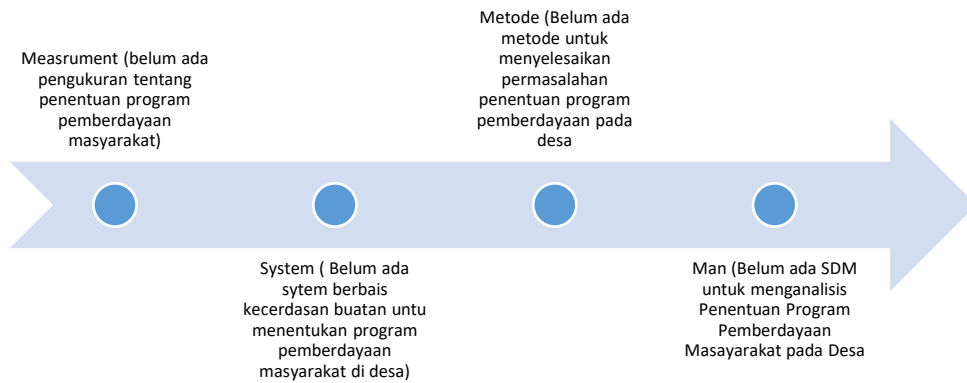 Measrument (belum ada
pengukuran tentang
penentuan program
pemberdayaan
masyarakat)
System ( Belum ada
sytem berbais
kecerdasan buatan untu
menentukan program
pemberdayaan
masyarakat di desa)
Metode (Belum ada
metode untuk
menyelesaikan
permasalahan
penentuan program
pemberdayaan pada
desa
Man (Belum ada SDM
untuk menganalisis
Penentuan Program
Pemberdayaan
Masayarakat pada Desa